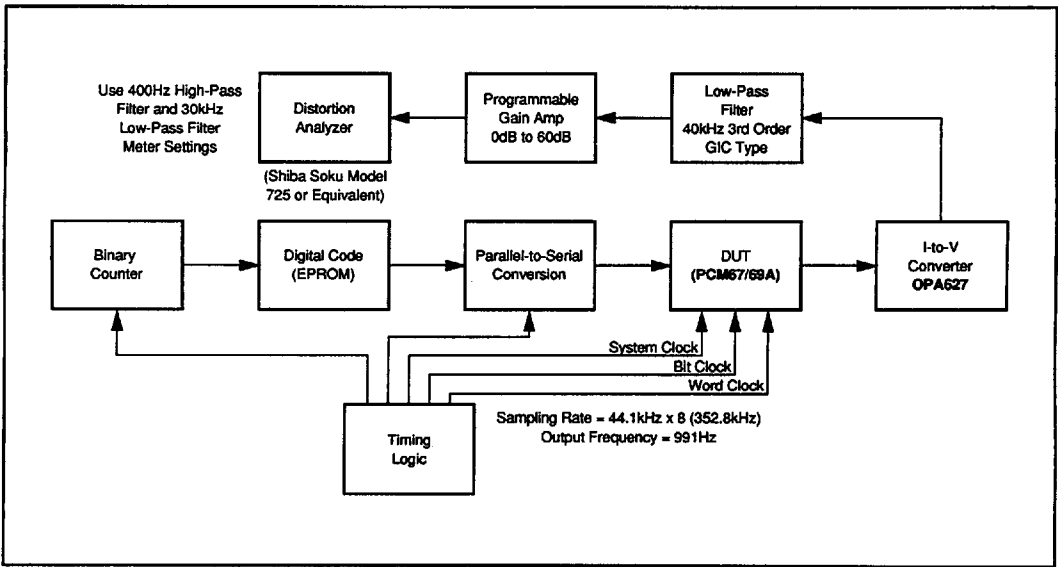 Use 400Hz High-Pass
Filter and 30kHz
Low-Pass Filter
Meter Settings
Distortion
Analyzer
(Shiba Soku Model
725 or Equivalent)
Programmable
Gain Amp
0dB to 60dB
Low-Pass
Filter
40kHz 3rd Order
GIC Type
Binary
Counter
Digital Code
(EPROM)
Parallel-to-Serial
Conversion
DUT
(PCM67/69A)
I-to-V
Converter
OPA627
System Clock
Bit Clock
Word Clock
Timing
Logic
Sampling Rate = 44.1kHz x 8 (352.8kHz)
Output Frequency = 991Hz